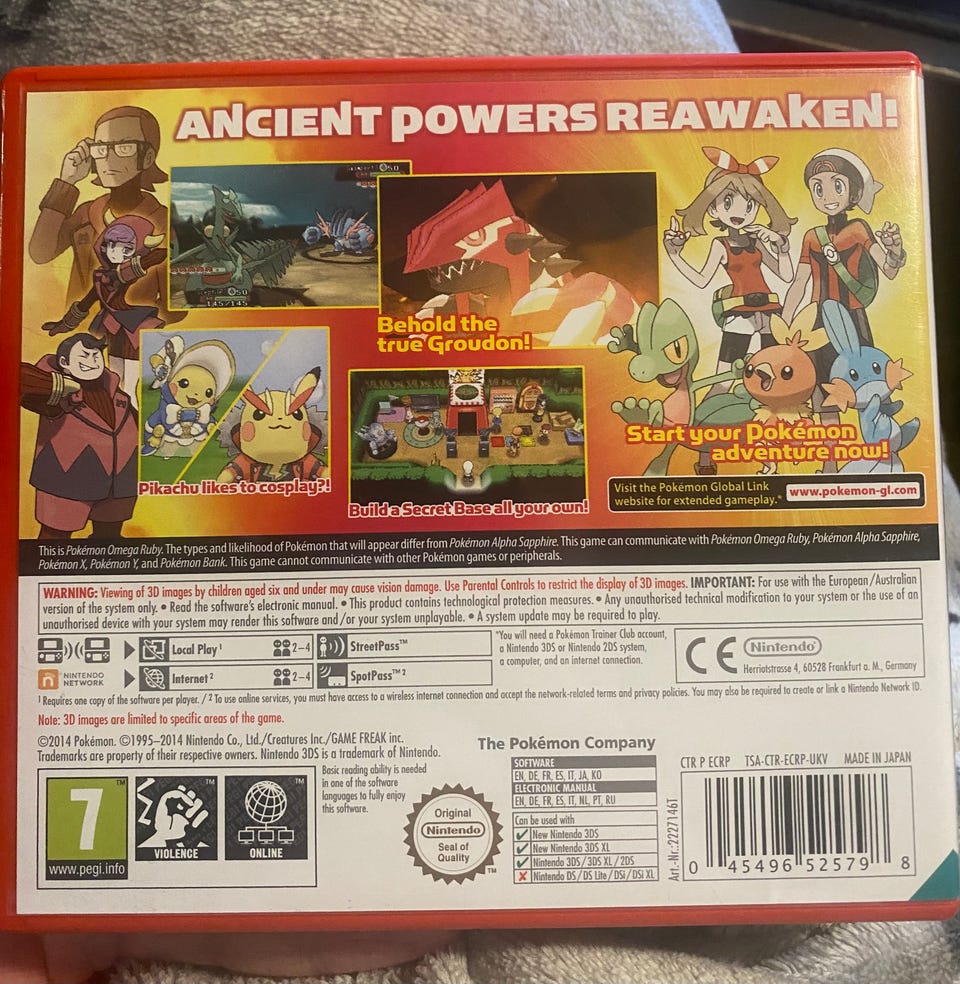 ANCIENT POWERS REAWAKEN!
145/145
Behold the
true Groudon!
Pikachu likes to cosplay?!
Build a Secret Base all your own!
Start your Pokémon
adventure now!
Visit the Pokémon Global Link
website for extended gameplay.*
www.pokemon-gl.com
This is Pokémon Omega Ruby. The types and likelihood of Pokémon that will appear differ from Pokémon Alpha Sapphire. This game can communicate with Pokémon Omega Ruby, Pokémon Alpha Sapphire,
Pokémon X, Pokémon Y, and Pokémon Bank. This game cannot communicate with other Pokémon games or peripherals.
WARNING: Viewing of 3D images by children aged six and under may cause vision damage. Use Parental Controls to restrict the display of 3D images. IMPORTANT: For use with the European/Australian
version of the system only. • Read the software's electronic manual. • This product contains technological protection measures. • Any unauthorised technical modification to your system or the use of an
unauthorised device with your system may render this software and/or your system unplayable. • A system update may be required to play.
Local Play¹ 2–4
StreetPass™
NINTENDO
NETWORK
Internet² 2–4
SpotPass™²
*You will need a Pokémon Trainer Club account,
a Nintendo 3DS or Nintendo 2DS system,
a computer, and an internet connection.
CE
Nintendo®
Herriotstrasse 4, 60528 Frankfurt a. M., Germany
¹ Requires one copy of the software per player. / ² To use online services, you must have access to a wireless internet connection and accept the network-related terms and privacy policies. You may also be required to create or link a Nintendo Network ID.
Note: 3D images are limited to specific areas of the game.
©2014 Pokémon. ©1995–2014 Nintendo Co., Ltd./Creatures Inc./GAME FREAK inc.
Trademarks are property of their respective owners. Nintendo 3DS is a trademark of Nintendo.
7™
www.pegi.info
™
VIOLENCE
™
ONLINE
Basic reading ability is needed
in one of the software
languages to fully enjoy
this software.
Original
Nintendo
Seal of
Quality
™
The Pokémon Company
SOFTWARE
EN, DE, FR, ES, IT, JA, KO
ELECTRONIC MANUAL
EN, DE, FR, ES, IT, NL, PT, RU
Can be used with
New Nintendo 3DS
New Nintendo 3DS XL
Nintendo 3DS/3DS XL/2DS
Nintendo DS/DS Lite/DSi/DSi XL
Art.-Nr.:2227146T
CTR P ECRP TSA-CTR-ECRP-UKV MADE IN JAPAN
0 45496 52579 8